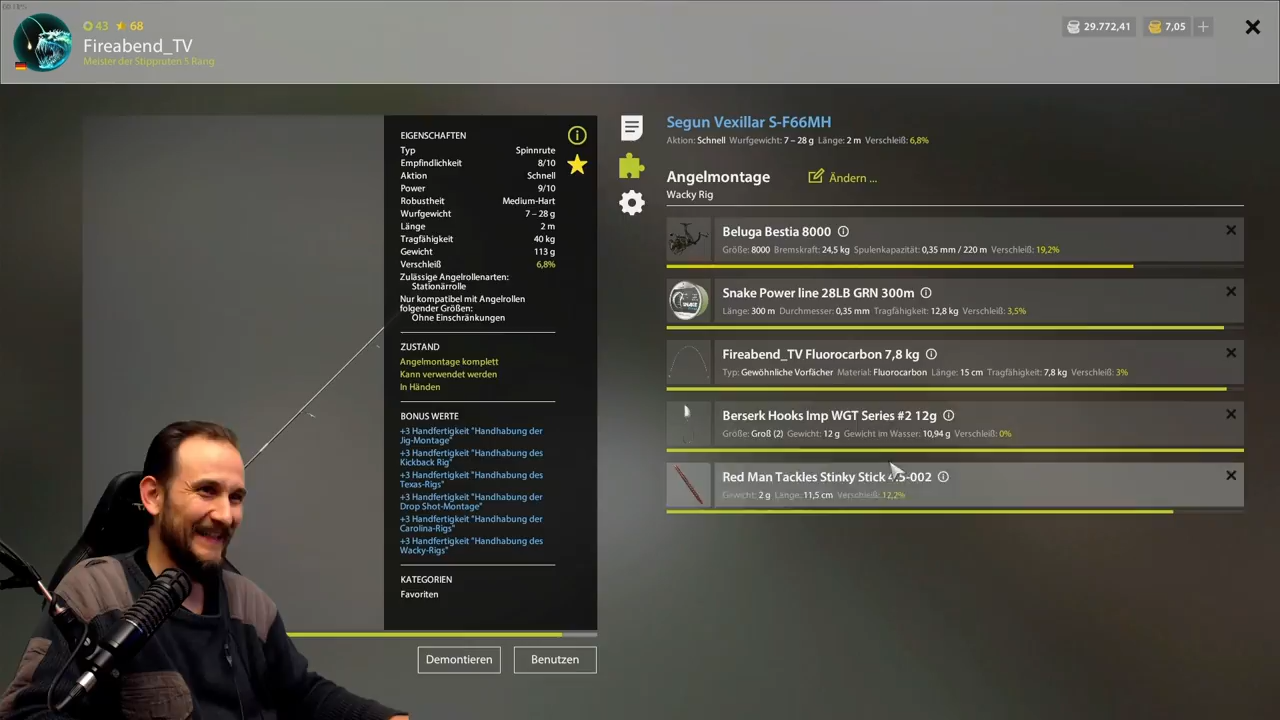 43 68
Fireabend_TV
Meister der Stippruten 5 Rang
29.772,41
7,05
EIGENSCHAFTEN
Typ Spinnrute
Empfindlichkeit 8/10
Aktion Schnell
Power 9/10
Robustheit Medium-Hart
Wurfgewicht 7 – 28 g
Länge 2 m
Tragfähigkeit 40 kg
Gewicht 113 g
Verschleiß 6,8%
Zulässige Angelrollenarten:
Stationärrolle
Nur kompatibel mit Angelrollen
folgender Größen:
Ohne Einschränkungen
ZUSTAND
Angelmontage komplett
Kann verwendet werden
In Händen
BONUS WERTE
+3 Handfertigkeit "Handhabung der
Jig-Montage"
+3 Handfertigkeit "Handhabung des
Kickback Rig"
+3 Handfertigkeit "Handhabung des
Texas-Rigs"
+3 Handfertigkeit "Handhabung der
Drop Shot-Montage"
+3 Handfertigkeit "Handhabung der
Carolina-Rigs"
+3 Handfertigkeit "Handhabung des
Wacky-Rigs"
KATEGORIEN
Favoriten
Demontieren
Benutzen
Segun Vexillar S-F66MH
Aktion: Schnell Wurfgewicht: 7 – 28 g Länge: 2 m Verschleiß: 6,8%
Angelmontage
Ändern ...
Wacky Rig
Beluga Bestia 8000
Größe: 8000 Bremskraft: 24,5 kg Spulenkapazität: 0,35 mm / 220 m Verschleiß: 19,2%
Snake Power line 28LB GRN 300m
Länge: 300 m Durchmesser: 0,35 mm Tragfähigkeit: 12,8 kg Verschleiß: 3,5%
Fireabend_TV Fluorocarbon 7,8 kg
Typ: Gewöhnliche Vorfächer Material: Fluorocarbon Länge: 15 cm Tragfähigkeit: 7,8 kg Verschleiß: 3%
Berserk Hooks Imp WGT Series #2 12g
Größe: Groß (2) Gewicht: 12 g Gewicht im Wasser: 10,94 g Verschleiß: 0%
Red Man Tackles Stinky Stick
Gewicht: 2 g Länge: 11,5 cm Verschleiß: 12,2%